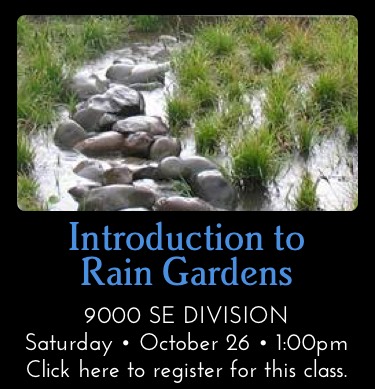 Introduction to
Rain Gardens
9000 SE DIVISION
Saturday • October 26 • 1:00pm
Click here to register for this class.